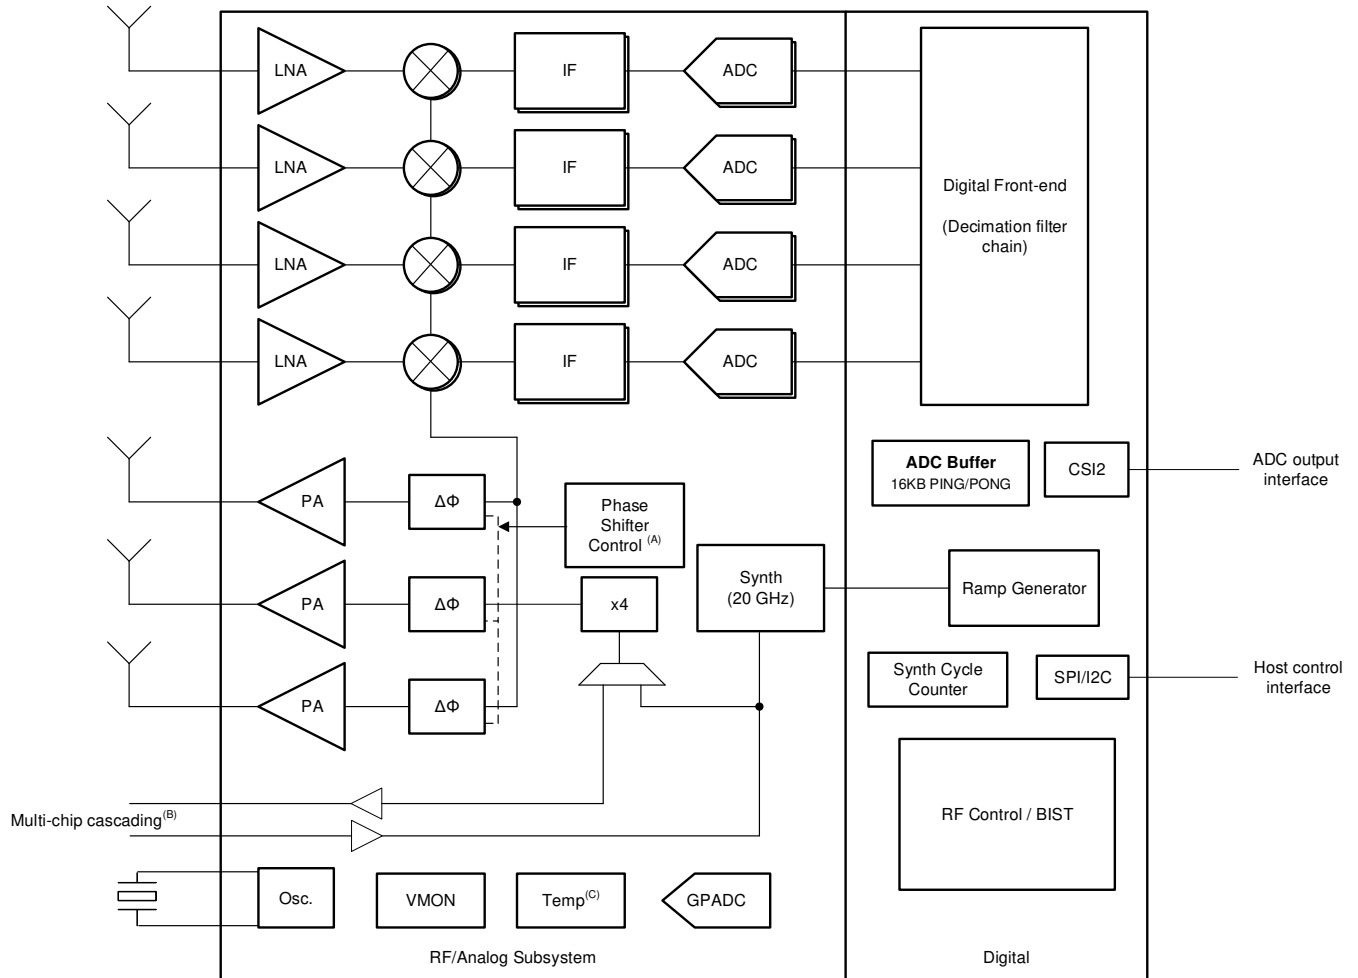 LNA
IF
ADC
LNA
IF
ADC
Digital Front-end
(Decimation filter
chain)
LNA
IF
ADC
LNA
IF
ADC
ADC Buffer
16KB PING/PONG
CSI2
ADC output
interface
PA
ΔΦ
Phase
Shifter
Control (A)
PA
ΔΦ
x4
Synth
(20 GHz)
Ramp Generator
PA
ΔΦ
Synth Cycle
Counter
SPI/I2C
Host control
interface
Multi-chip cascading(B)
RF Control / BIST
Osc.
VMON
Temp(C)
GPADC
RF/Analog Subsystem
Digital